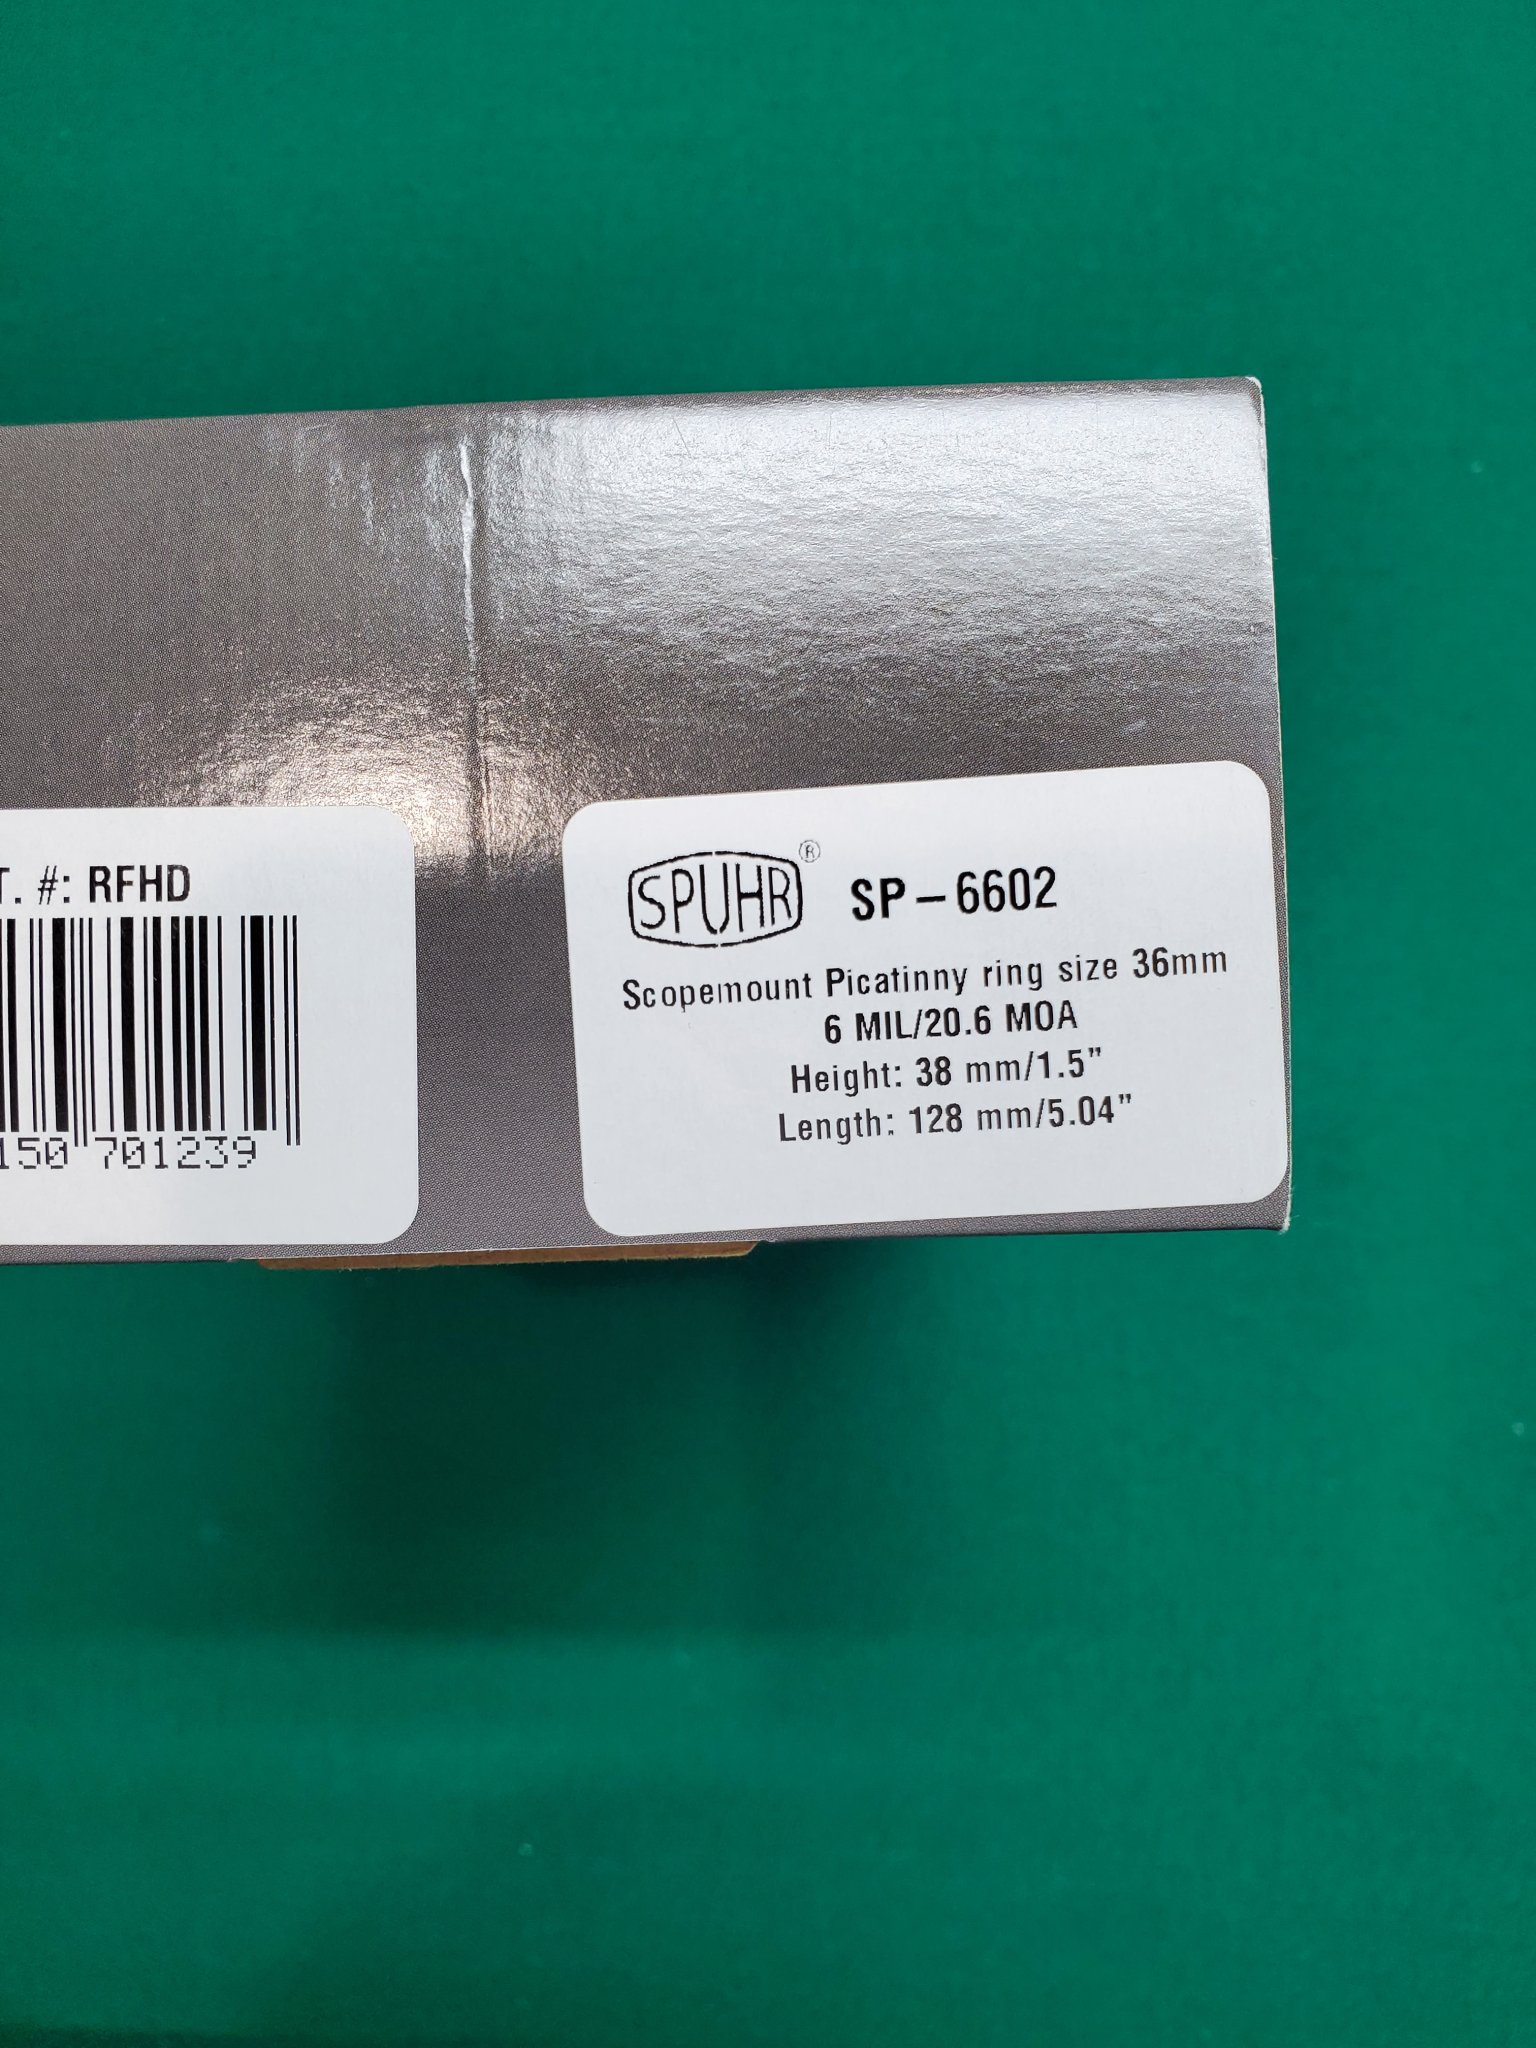 T. #: RFHD
150 701239
SPUHR® SP-6602
Scopemount Picatinny ring size 36mm
6 MIL/20.6 MOA
Height: 38 mm/1.5"
Length: 128 mm/5.04"